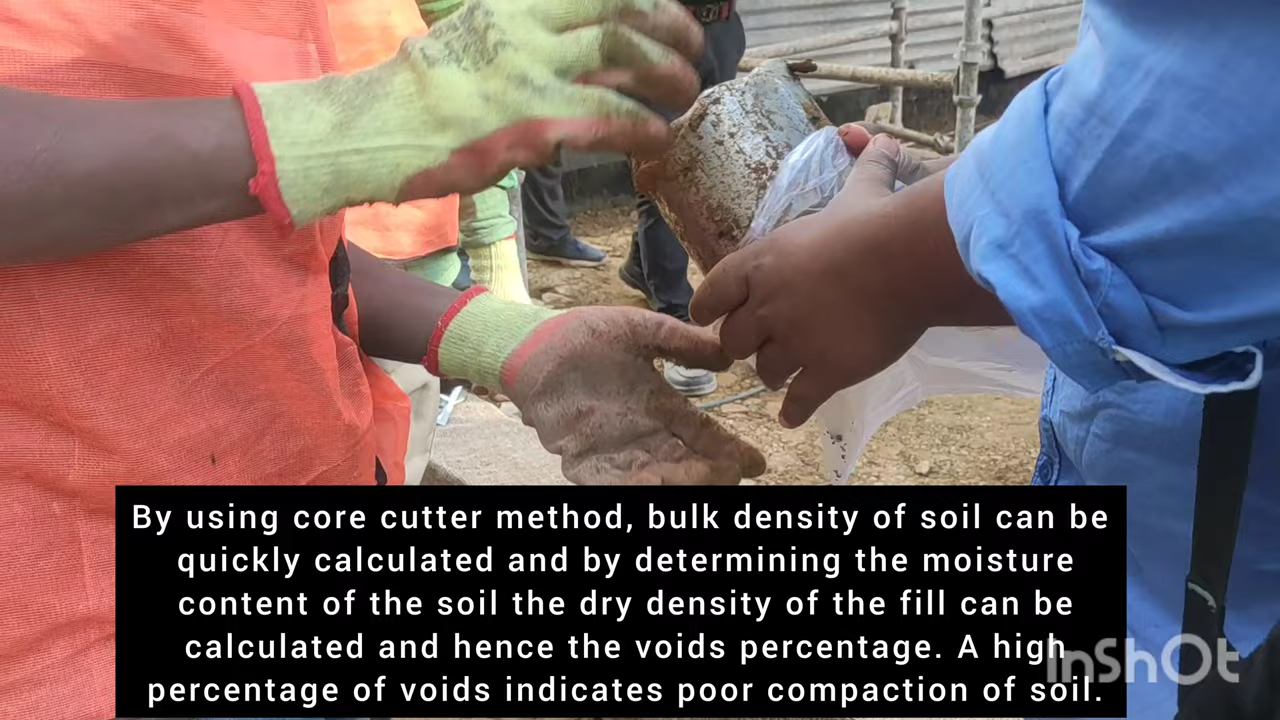 By using core cutter method, bulk density of soil can be
quickly calculated and by determining the moisture
content of the soil the dry density of the fill can be
calculated and hence the voids percentage. A high
percentage of voids indicates poor compaction of soil.
InShOt